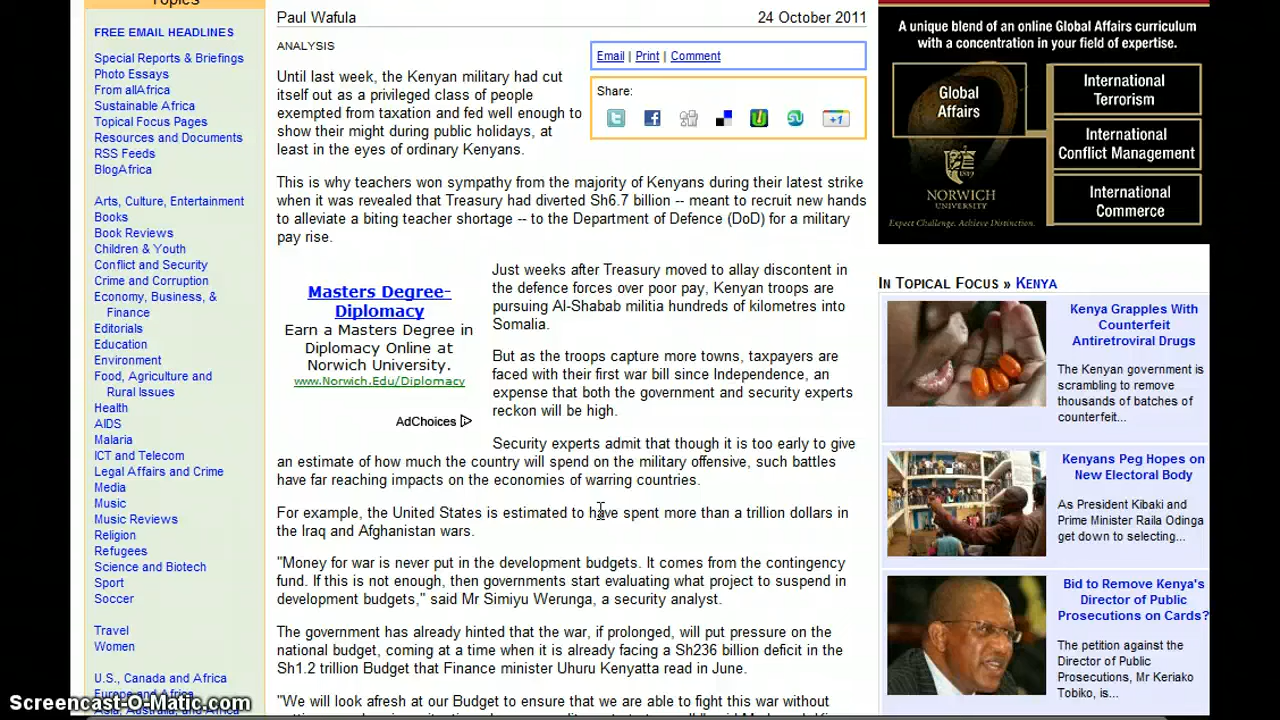 Topics
FREE EMAIL HEADLINES
Special Reports & Briefings
Photo Essays
From allAfrica
Sustainable Africa
Topical Focus Pages
Resources and Documents
RSS Feeds
BlogAfrica
Arts, Culture, Entertainment
Books
Book Reviews
Children & Youth
Conflict and Security
Crime and Corruption
Economy, Business, &
Finance
Editorials
Education
Environment
Food, Agriculture and
Rural Issues
Health
AIDS
Malaria
ICT and Telecom
Legal Affairs and Crime
Media
Music
Music Reviews
Religion
Refugees
Science and Biotech
Sport
Soccer
Travel
Women
U.S., Canada and Africa
Europe and Africa
Paul Wafula
24 October 2011
ANALYSIS
Email | Print | Comment
Share:
+1
Until last week, the Kenyan military had cut
itself out as a privileged class of people
exempted from taxation and fed well enough to
show their might during public holidays, at
least in the eyes of ordinary Kenyans.
This is why teachers won sympathy from the majority of Kenyans during their latest strike
when it was revealed that Treasury had diverted Sh6.7 billion -- meant to recruit new hands
to alleviate a biting teacher shortage -- to the Department of Defence (DoD) for a military
pay rise.
Masters Degree-
Diplomacy
Earn a Masters Degree in
Diplomacy Online at
Norwich University.
www.Norwich.Edu/Diplomacy
AdChoices
Just weeks after Treasury moved to allay discontent in
the defence forces over poor pay, Kenyan troops are
pursuing Al-Shabab militia hundreds of kilometres into
Somalia.
But as the troops capture more towns, taxpayers are
faced with their first war bill since Independence, an
expense that both the government and security experts
reckon will be high.
Security experts admit that though it is too early to give
an estimate of how much the country will spend on the military offensive, such battles
have far reaching impacts on the economies of warring countries.
For example, the United States is estimated to have spent more than a trillion dollars in
the Iraq and Afghanistan wars.
"Money for war is never put in the development budgets. It comes from the contingency
fund. If this is not enough, then governments start evaluating what project to suspend in
development budgets," said Mr Simiyu Werunga, a security analyst.
The government has already hinted that the war, if prolonged, will put pressure on the
national budget, coming at a time when it is already facing a Sh236 billion deficit in the
Sh1.2 trillion Budget that Finance minister Uhuru Kenyatta read in June.
"We will look afresh at our Budget to ensure that we are able to fight this war without
A unique blend of an online Global Affairs curriculum
with a concentration in your field of expertise.
Global
Affairs
International
Terrorism
International
Conflict Management
International
Commerce
1819
NORWICH
UNIVERSITY
Expect Challenge. Achieve Distinction.
IN TOPICAL FOCUS » KENYA
Kenya Grapples With
Counterfeit
Antiretroviral Drugs
The Kenyan government is
scrambling to remove
thousands of batches of
counterfeit...
Kenyans Peg Hopes on
New Electoral Body
As President Kibaki and
Prime Minister Raila Odinga
get down to selecting...
Bid to Remove Kenya's
Director of Public
Prosecutions on Cards?
The petition against the
Director of Public
Prosecutions, Mr Keriako
Tobiko, is...
Screencast-O-Matic.com